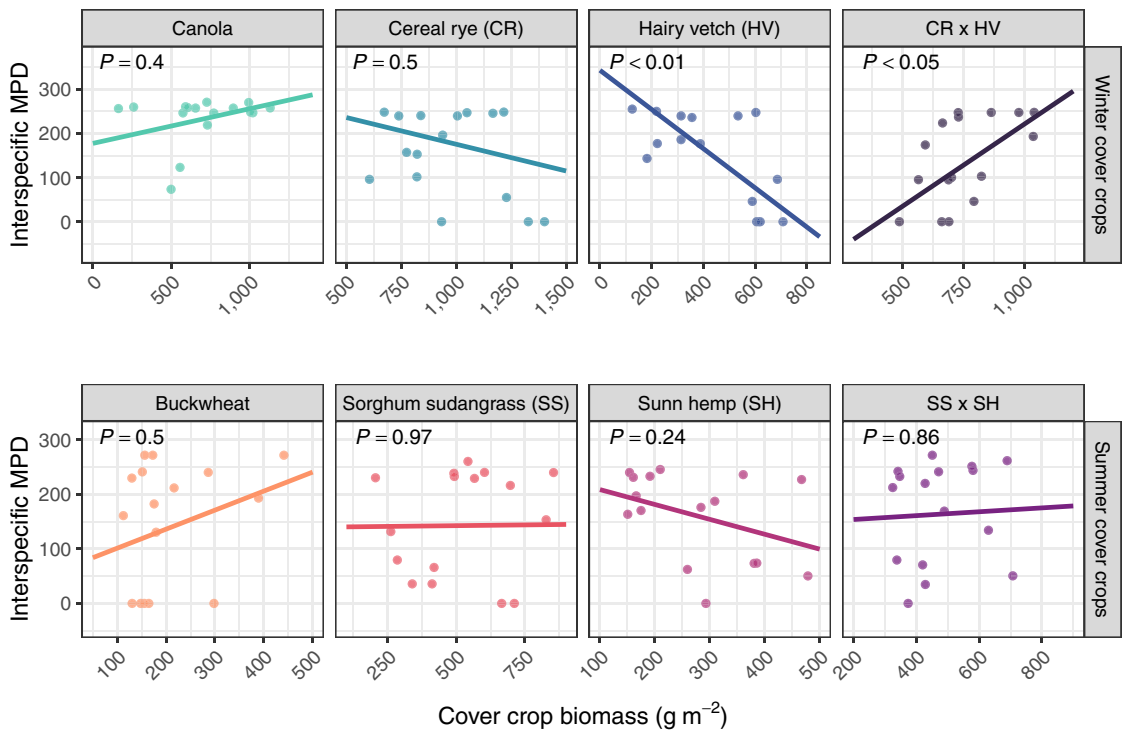 Canola
Cereal rye (CR)
Hairy vetch (HV)
CR x HV
P = 0.4
P = 0.5
P < 0.01
P < 0.05
Interspecific MPD
300
200
100
0
Winter cover crops
0
500
1,000
500
750
1,000
1,250
1,500
0
200
400
600
800
500
750
1,000
Buckwheat
Sorghum sudangrass (SS)
Sunn hemp (SH)
SS x SH
P = 0.5
P = 0.97
P = 0.24
P = 0.86
Interspecific MPD
300
200
100
0
Summer cover crops
100
200
300
400
500
250
500
750
100
200
300
400
500
200
400
600
800
Cover crop biomass (g m⁻²)